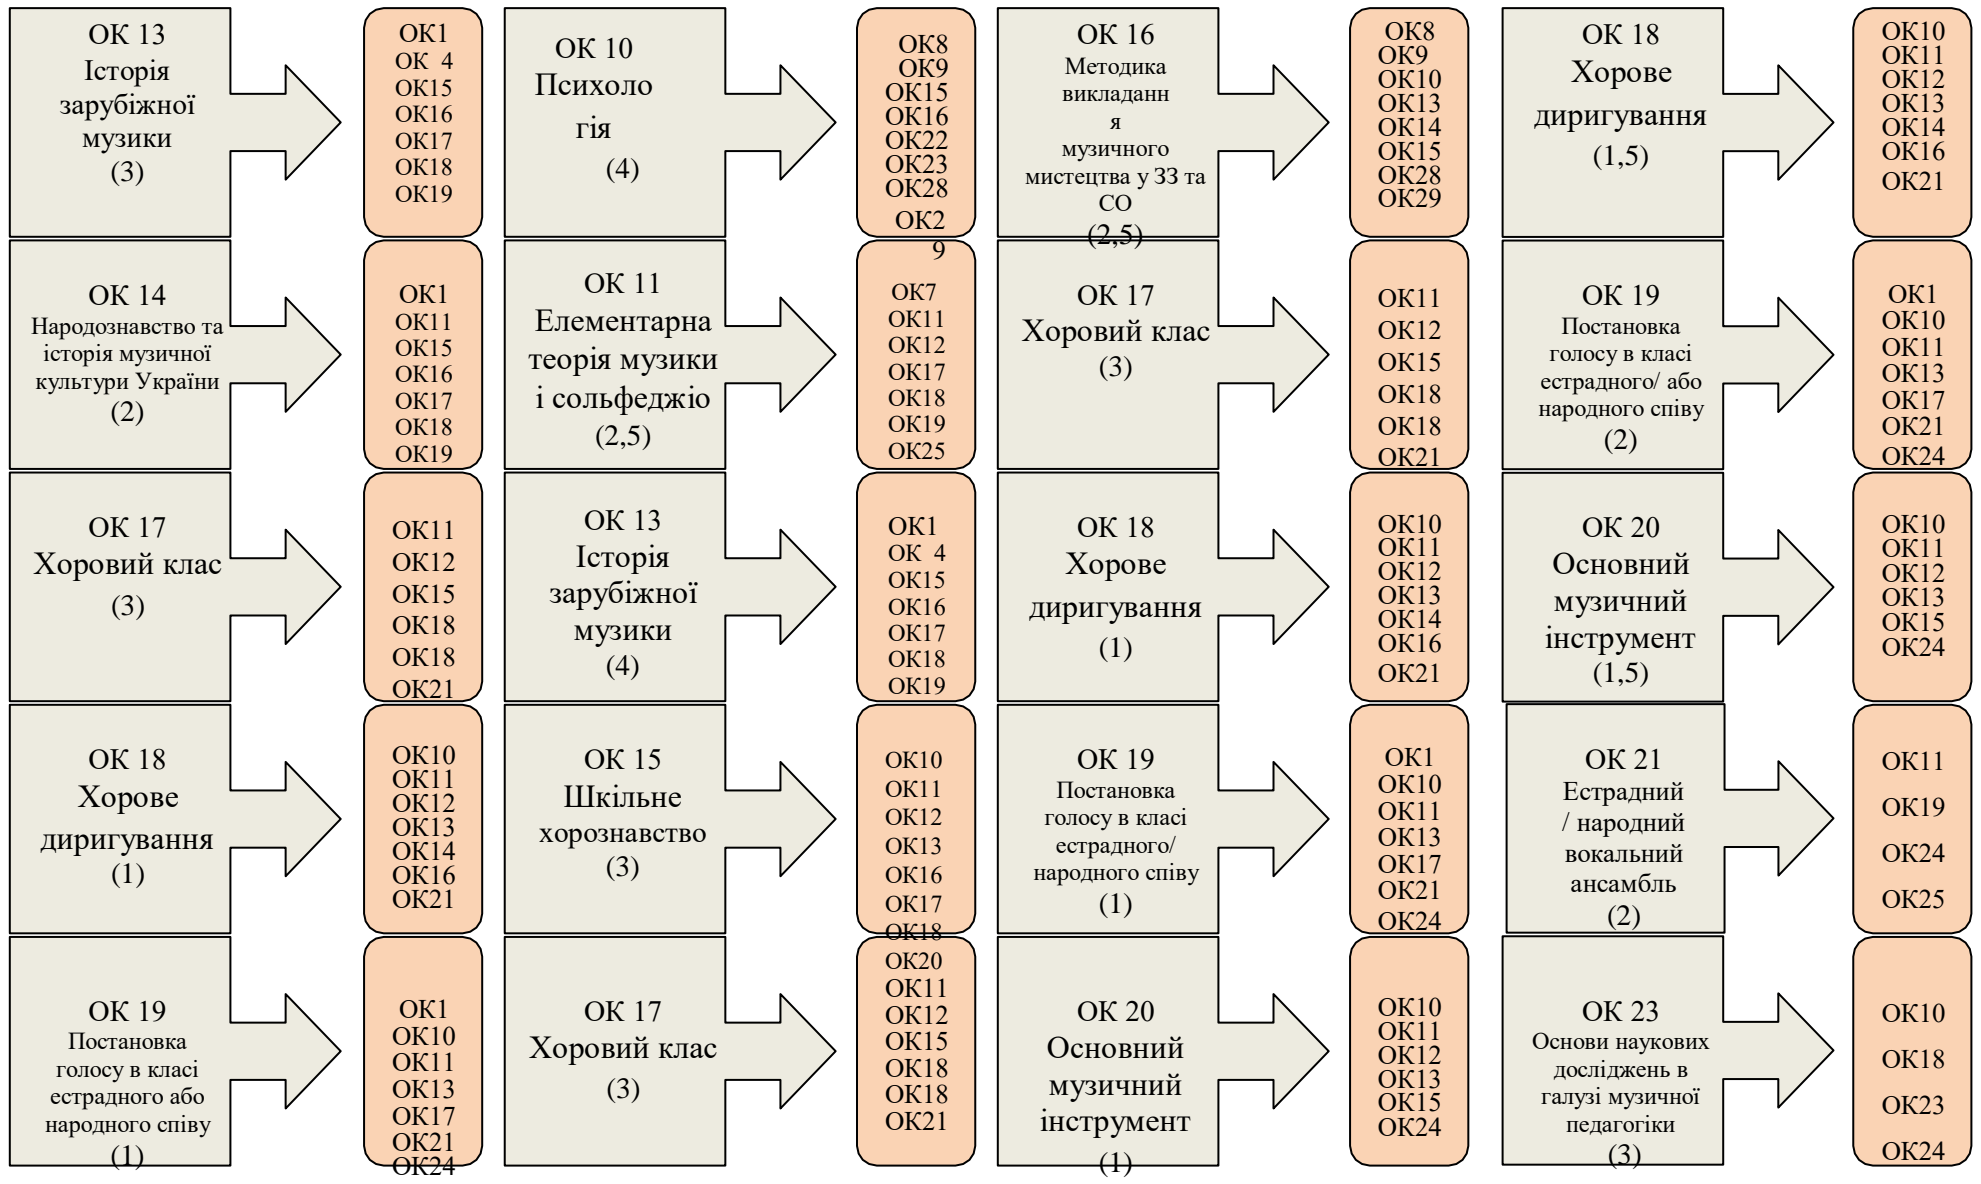 ОК 13
Історія
зарубіжної
музики
(3)
ОК1
ОК 4
ОК15
ОК16
ОК17
ОК18
ОК19
ОК 10
Психоло
гія
(4)
ОК8
ОК9
ОК15
ОК16
ОК22
ОК23
ОК28
ОК2
9
ОК 16
Методика
викладанн
я
музичного
мистецтва у ЗЗ та
СО
(2,5)
ОК8
ОК9
ОК10
ОК13
ОК14
ОК15
ОК28
ОК29
ОК 18
Хорове
диригування
(1,5)
ОК10
ОК11
ОК12
ОК13
ОК14
ОК16
ОК21
ОК 14
Народознавство та
історія музичної
культури України
(2)
ОК1
ОК11
ОК15
ОК16
ОК17
ОК18
ОК19
ОК 11
Елементарна
теорія музики
і сольфеджіо
(2,5)
ОК7
ОК11
ОК12
ОК17
ОК18
ОК19
ОК25
ОК 17
Хоровий клас
(3)
ОК11
ОК12
ОК15
ОК18
ОК18
ОК21
ОК 19
Постановка
голосу в класі
естрадного/ або
народного співу
(2)
ОК1
ОК10
ОК11
ОК13
ОК17
ОК21
ОК24
ОК 17
Хоровий клас
(3)
ОК11
ОК12
ОК15
ОК18
ОК18
ОК21
ОК 13
Історія
зарубіжної
музики
(4)
ОК1
ОК 4
ОК15
ОК16
ОК17
ОК18
ОК19
ОК 18
Хорове
диригування
(1)
ОК10
ОК11
ОК12
ОК13
ОК14
ОК16
ОК21
ОК 20
Основний
музичний
інструмент
(1,5)
ОК10
ОК11
ОК12
ОК13
ОК15
ОК24
ОК 18
Хорове
диригування
(1)
ОК10
ОК11
ОК12
ОК13
ОК14
ОК16
ОК21
ОК 15
Шкільне
хорознавство
(3)
ОК10
ОК11
ОК12
ОК13
ОК16
ОК17
ОК18
ОК20
ОК 19
Постановка
голосу в класі
естрадного/
народного співу
(1)
ОК1
ОК10
ОК11
ОК13
ОК17
ОК21
ОК24
ОК 21
Естрадний
/ народний
вокальний
ансамбль
(2)
ОК11
ОК19
ОК24
ОК25
ОК 19
Постановка
голосу в класі
естрадного або
народного співу
(1)
ОК1
ОК10
ОК11
ОК13
ОК17
ОК21
ОК24
ОК 17
Хоровий клас
(3)
ОК11
ОК12
ОК15
ОК18
ОК18
ОК21
ОК 20
Основний
музичний
інструмент
(1)
ОК10
ОК11
ОК12
ОК13
ОК15
ОК24
ОК 23
Основи наукових
досліджень в
галузі музичної
педагогіки
(3)
ОК10
ОК18
ОК23
ОК24